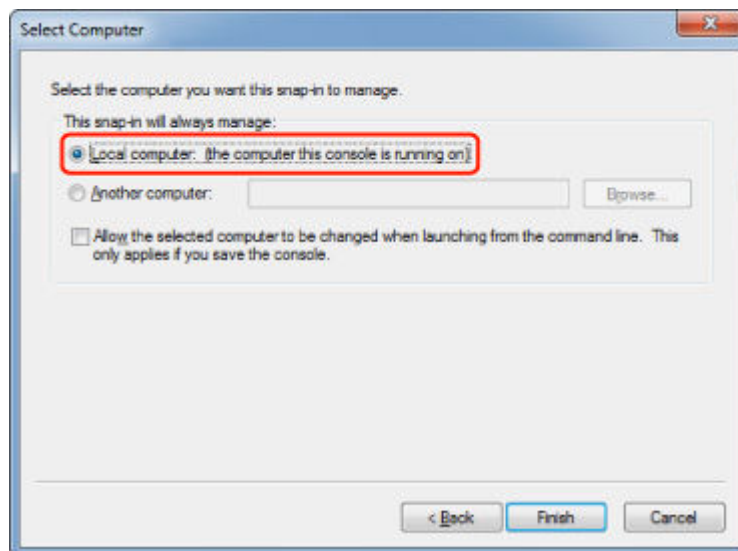 Select Computer
Select the computer you want this snap-in to manage.
This snap-in will always manage:
Local computer: (the computer this console is running on)
Another computer:
Browse...
Allow the selected computer to be changed when launching from the command line. This
only applies if you save the console.
< Back
Finish
Cancel